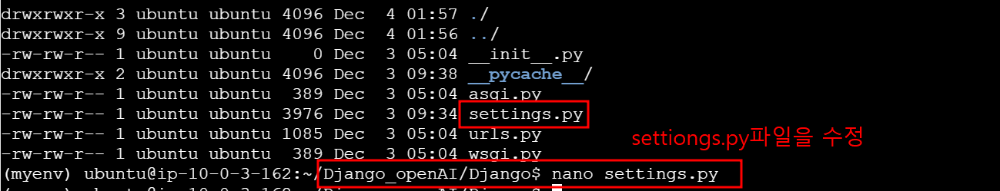 drwxrwxr-x 3 ubuntu ubuntu 4096 Dec  4 01:57 ./
drwxrwxr-x 9 ubuntu ubuntu 4096 Dec  4 01:56 ../
-rw-rw-r-- 1 ubuntu ubuntu    0 Dec  3 05:04 __init__.py
drwxrwxr-x 2 ubuntu ubuntu 4096 Dec  3 09:38 __pycache__/
-rw-rw-r-- 1 ubuntu ubuntu  389 Dec  3 05:04 asgi.py
-rw-rw-r-- 1 ubuntu ubuntu 3976 Dec  3 09:34 settings.py
-rw-rw-r-- 1 ubuntu ubuntu 1085 Dec  3 05:04 urls.py
settiongs.py파일을 수정
-rw-rw-r-- 1 ubuntu ubuntu  389 Dec  3 05:04 wsgi.py
(myenv) ubuntu@ip-10-0-3-162:~/Django_openAI/Django$ nano settings.py